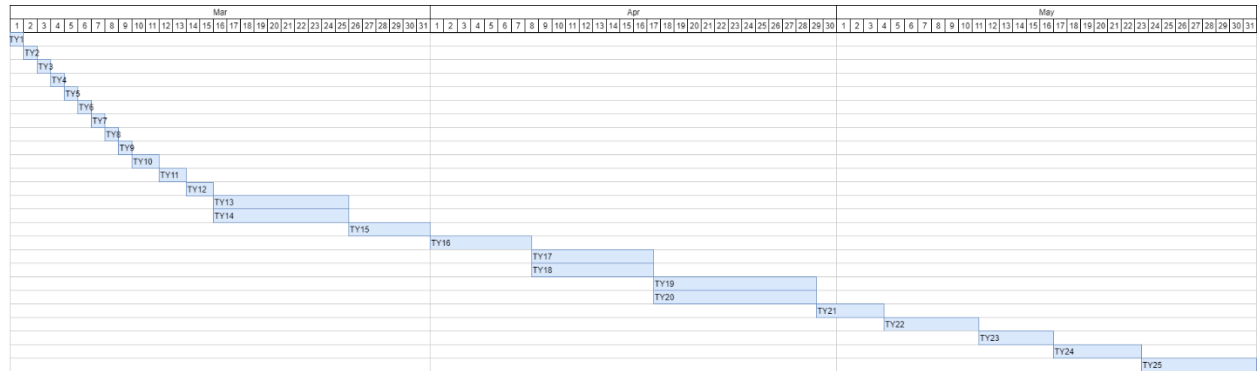 Mar Apr May
1 2 3 4 5 6 7 8 9 10 11 12 13 14 15 16 17 18 19 20 21 22 23 24 25 26 27 28 29 30 31 1 2 3 4 5 6 7 8 9 10 11 12 13 14 15 16 17 18 19 20 21 22 23 24 25 26 27 28 29 30 1 2 3 4 5 6 7 8 9 10 11 12 13 14 15 16 17 18 19 20 21 22 23 24 25 26 27 28 29 30 31
TY1
TY2
TY3
TY4
TY5
TY6
TY7
TY8
TY9
TY10
TY11
TY12
TY13
TY14
TY15
TY16
TY17
TY18
TY19
TY20
TY21
TY22
TY23
TY24
TY25